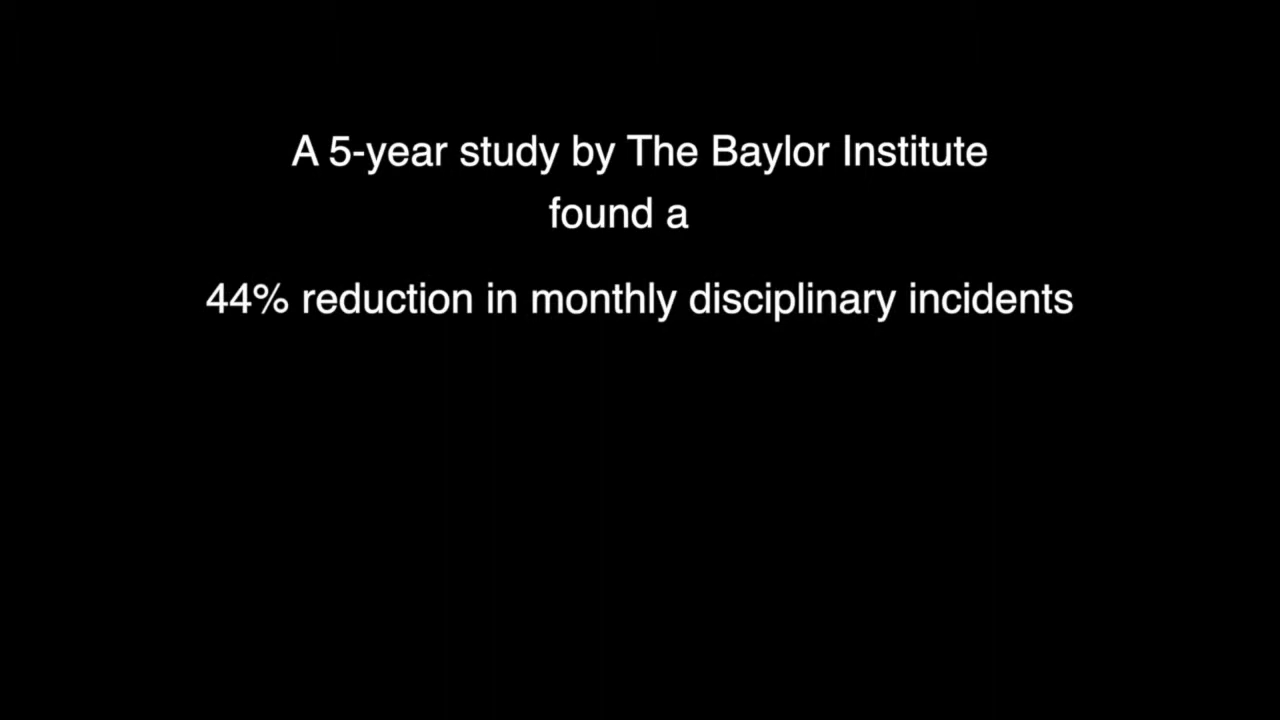 A 5-year study by The Baylor Institute
found a
44% reduction in monthly disciplinary incidents